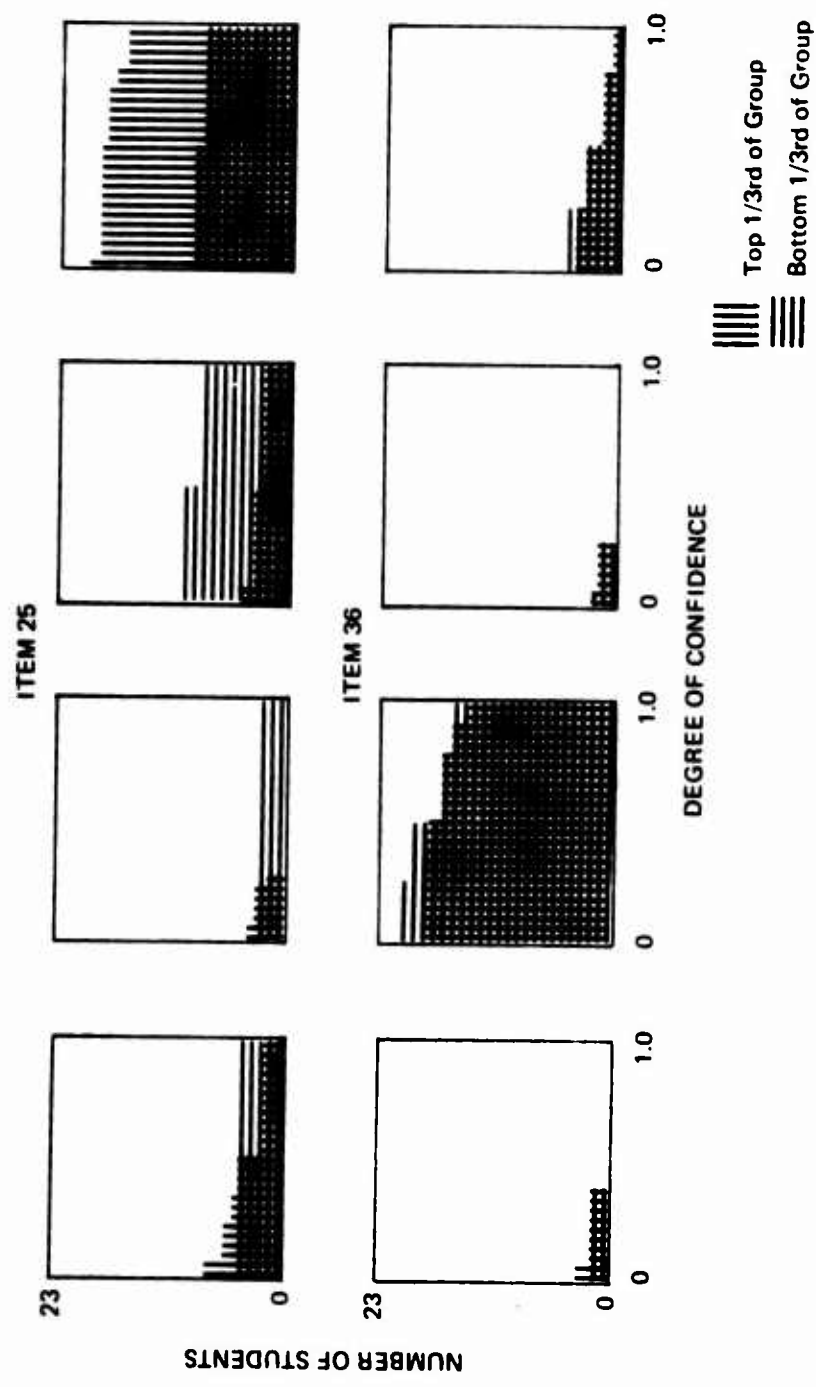 ITEM 25
23
0
ITEM 36
23
0
0 1.0
0 1.0
0 1.0
0 1.0
NUMBER OF STUDENTS
DEGREE OF CONFIDENCE
Top 1/3rd of Group
Bottom 1/3rd of Group